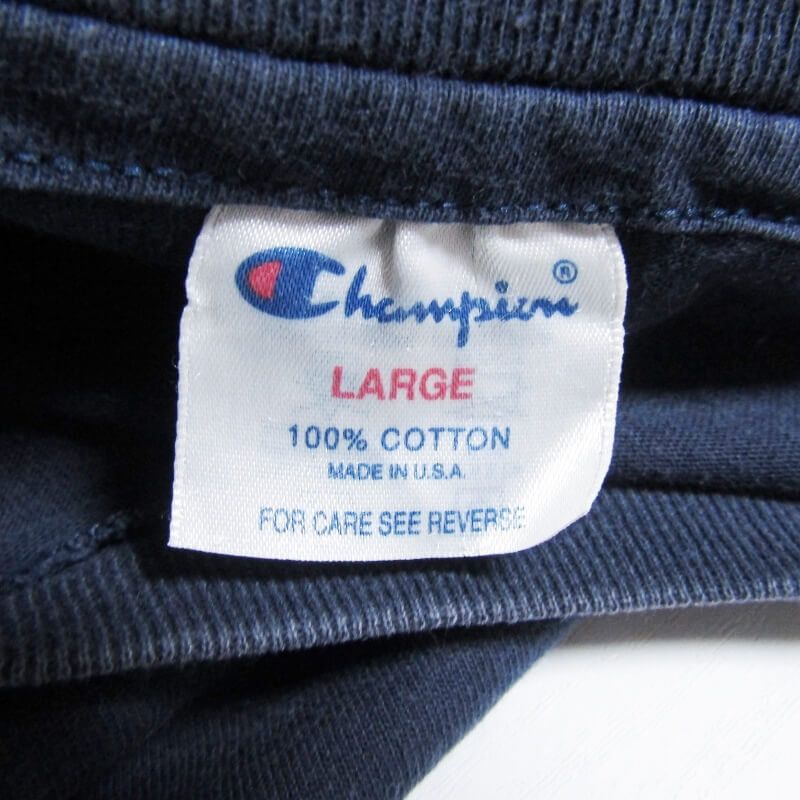 Champion®
LARGE
100% COTTON
MADE IN U.S.A.
FOR CARE SEE REVERSE